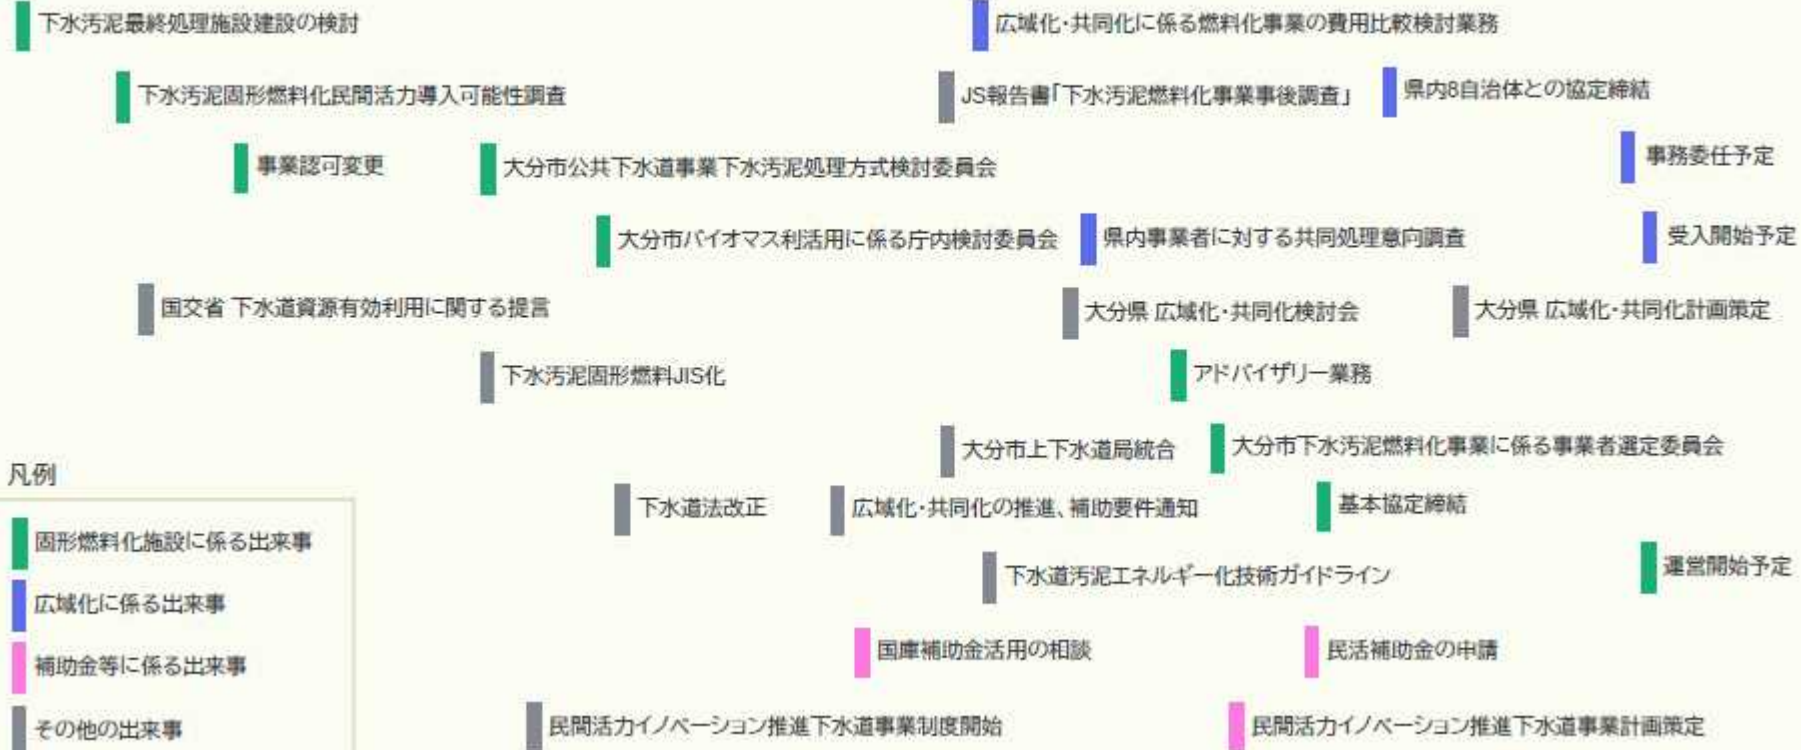 下水汚泥最終処理施設建設の検討
広域化・共同化に係る燃料化事業の費用比較検討業務
下水汚泥固形燃料化民間活力導入可能性調査
JS報告書「下水汚泥燃料化事業事後調査」
県内8自治体との協定締結
事業認可変更
大分市公共下水道事業下水汚泥処理方式検討委員会
事務委任予定
大分市バイオマス利活用に係る庁内検討委員会
県内事業者に対する共同処理意向調査
受入開始予定
国交省 下水道資源有効利用に関する提言
大分県 広域化・共同化検討会
大分県 広域化・共同化計画策定
下水汚泥固形燃料JIS化
アドバイザリー業務
大分市上下水道局統合
大分市下水汚泥燃料化事業に係る事業者選定委員会
下水道法改正
広域化・共同化の推進、補助要件通知
基本協定締結
下水道汚泥エネルギー化技術ガイドライン
運営開始予定
国庫補助金活用の相談
民活補助金の申請
民間活力イノベーション推進下水道事業制度開始
民間活力イノベーション推進下水道事業計画策定
凡例
固形燃料化施設に係る出来事
広域化に係る出来事
補助金等に係る出来事
その他の出来事